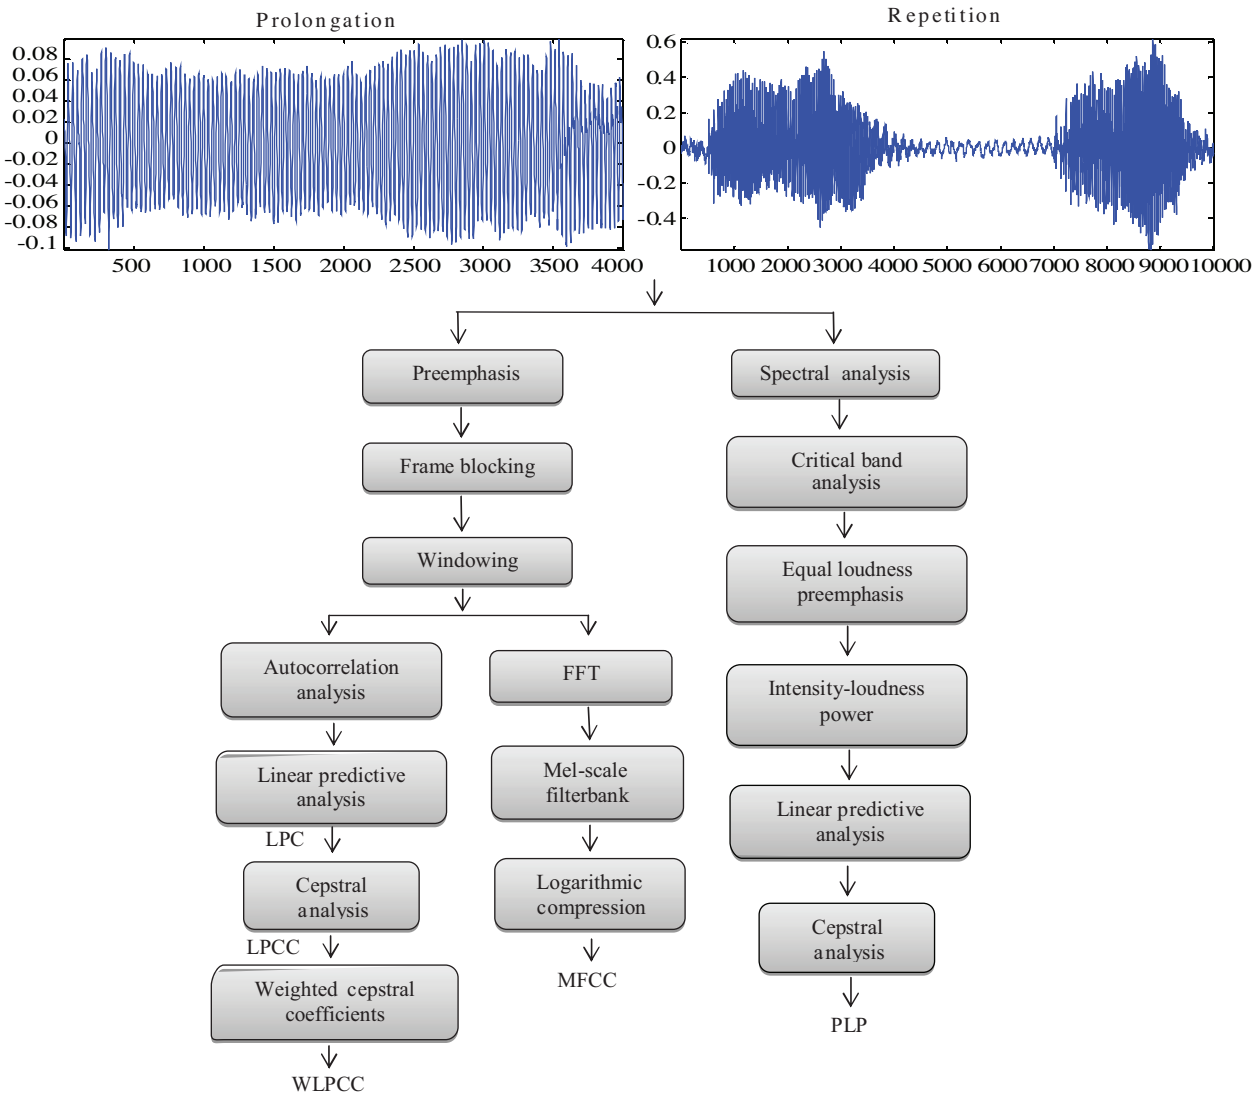 Prolongation
0.08
0.06
0.04
0.02
0
-0.02
-0.04
-0.06
-0.08
-0.1
500 1000 1500 2000 2500 3000 3500 4000
Repetition
0.6
0.4
0.2
0
-0.2
-0.4
1000 2000 3000 4000 5000 6000 7000 8000 9000 10000
Preemphasis
Frame blocking
Windowing
Autocorrelation
analysis
Linear predictive
analysis
LPC
Cepstral
analysis
LPCC
Weighted cepstral
coefficients
WLPCC
FFT
Mel-scale
filterbank
Logarithmic
compression
MFCC
Spectral analysis
Critical band
analysis
Equal loudness
preemphasis
Intensity-loudness
power
Linear predictive
analysis
Cepstral
analysis
PLP